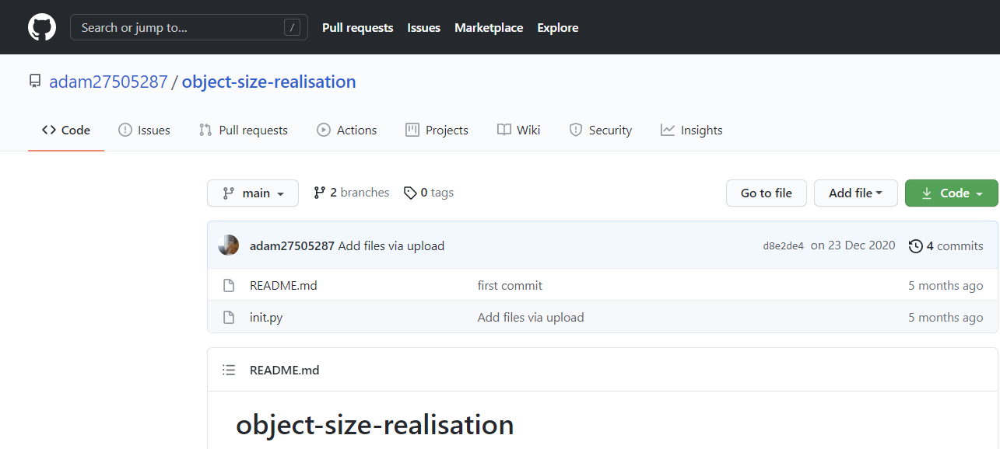 Search or jump to... / Pull requests Issues Marketplace Explore
adam27505287 / object-size-realisation
Code Issues Pull requests Actions Projects Wiki Security Insights
main 2 branches 0 tags Go to file Add file Code
adam27505287 Add files via upload d8e2de4 on 23 Dec 2020 4 commits
README.md first commit 5 months ago
init.py Add files via upload 5 months ago
README.md
object-size-realisation